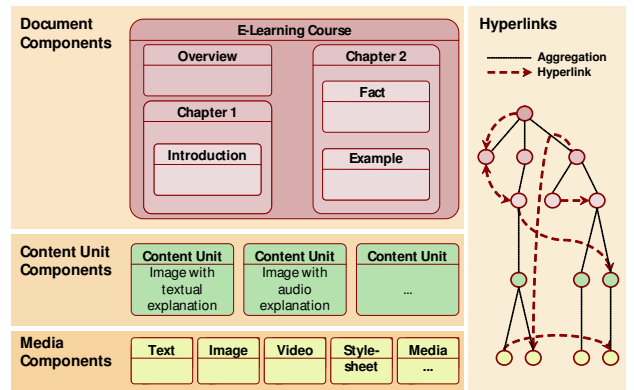 Document
Components
E-Learning Course
Overview
Chapter 1
Introduction
Chapter 2
Fact
Example
Content Unit
Components
Content Unit
Image with
textual
explanation
Content Unit
Image with
audio
explanation
Content Unit
...
Media
Components
Text
Image
Video
Style-
sheet
Media
...
Hyperlinks
Aggregation
Hyperlink